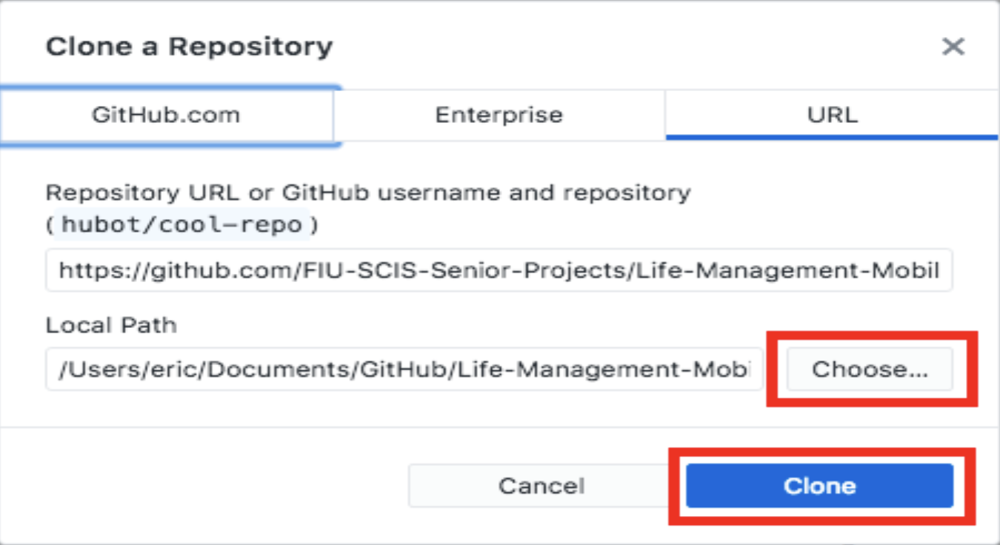 Clone a Repository
GitHub.com Enterprise URL
Repository URL or GitHub username and repository
(hubot/cool-repo)
https://github.com/FIU-SCIS-Senior-Projects/Life-Management-Mobil
Local Path
/Users/eric/Documents/GitHub/Life-Management-Mobi Choose...
Cancel Clone